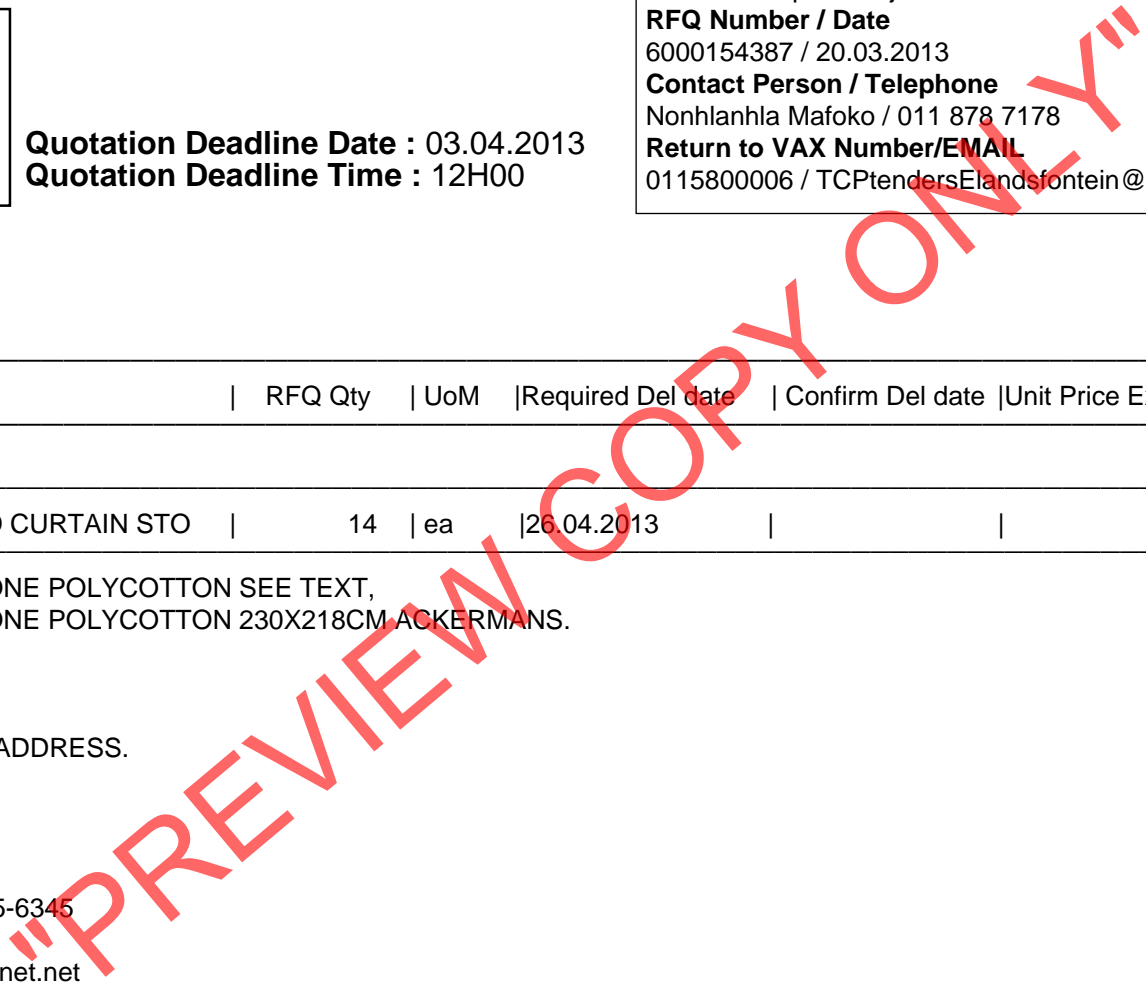 RFQ Number / Date
6000154387 / 20.03.2013
Contact Person / Telephone
Nonhlanhla Mafoko / 011 878 7178
Return to VAX Number/EMAIL
0115800006 / TCPtendersElandsfontein@
Quotation Deadline Date : 03.04.2013
Quotation Deadline Time : 12H00
| RFQ Qty | UoM |Required Del date | Confirm Del date |Unit Price E
CURTAIN STO | 14 | ea |26.04.2013 | |
NE POLYCOTTON SEE TEXT,
NE POLYCOTTON 230X218CM ACKERMANS.
ADDRESS.
-6345
net.net
"PREVIEW COPY ONLY"